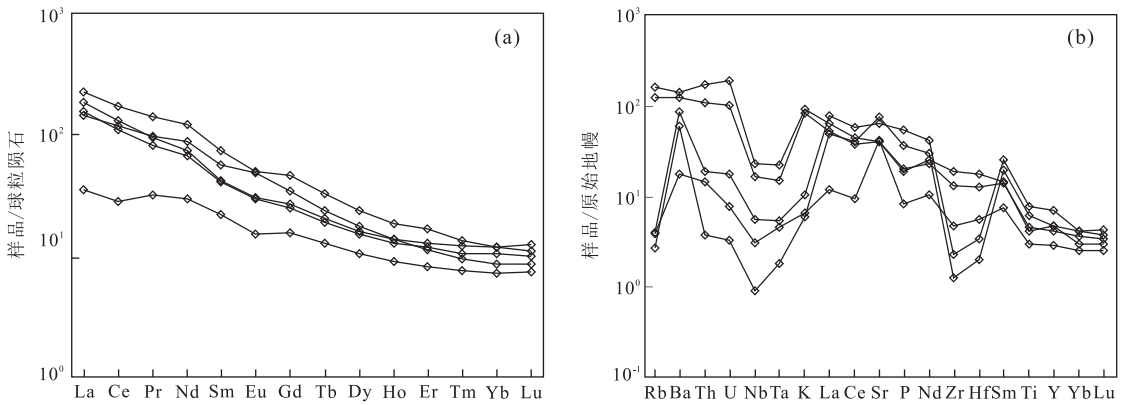 (a)
10³
10²
10¹
10⁰
样品/球粒陨石
La Ce Pr Nd Sm Eu Gd Tb Dy Ho Er Tm Yb Lu
(b)
10³
10²
10¹
10⁰
10⁻¹
样品/原始地幔
Rb Ba Th U Nb Ta K La Ce Sr P Nd Zr Hf Sm Ti Y Yb Lu